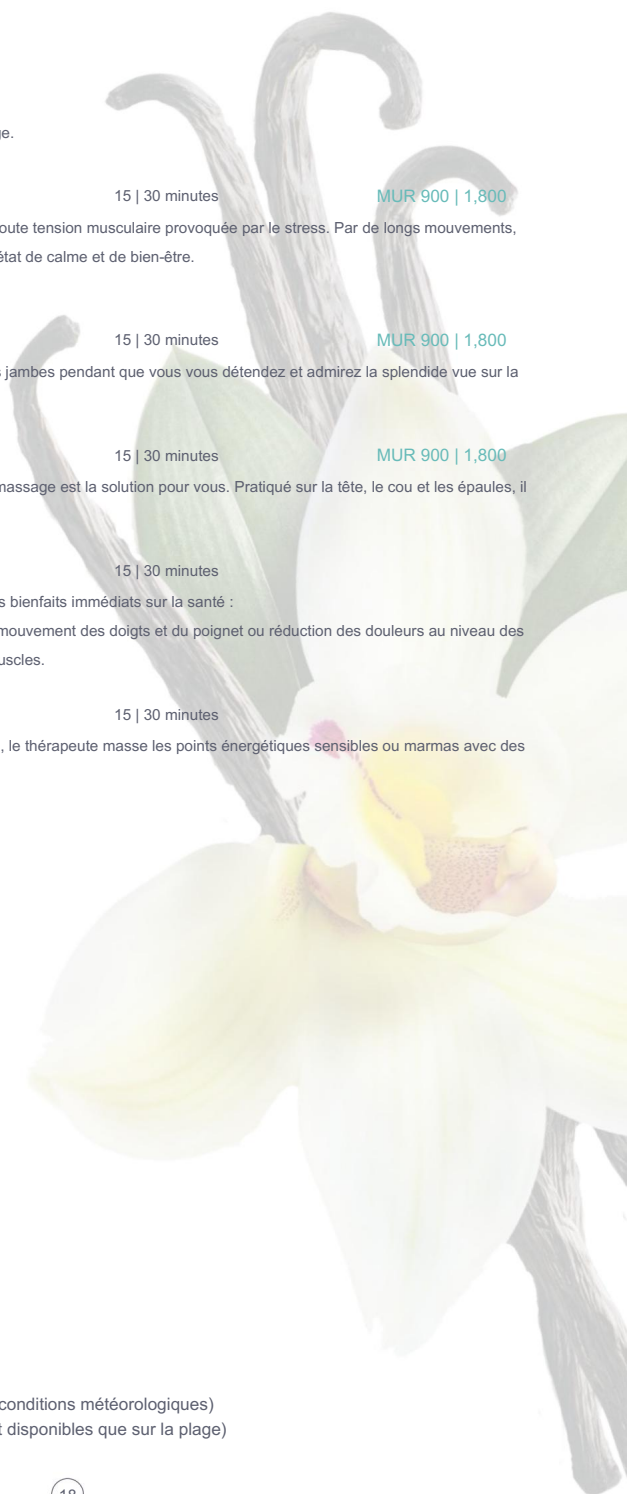 ge.
15 | 30 minutes MUR 900 | 1,800
oute tension musculaire provoquée par le stress. Par de longs mouvements,
état de calme et de bien-être.
15 | 30 minutes MUR 900 | 1,800
s jambes pendant que vous vous détendez et admirez la splendide vue sur la
15 | 30 minutes MUR 900 | 1,800
massage est la solution pour vous. Pratiqué sur la tête, le cou et les épaules, il
15 | 30 minutes
s bienfaits immédiats sur la santé :
mouvement des doigts et du poignet ou réduction des douleurs au niveau des
uscles.
15 | 30 minutes
, le thérapeute masse les points énergétiques sensibles ou marmas avec des
conditions météorologiques)
t disponibles que sur la plage)
18